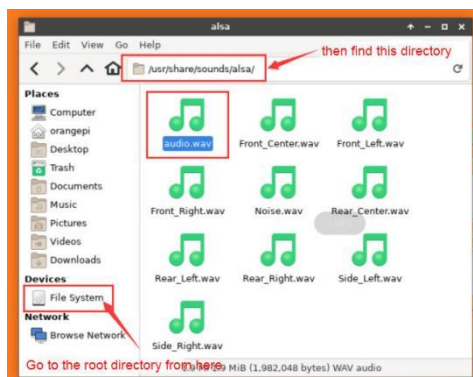 alsa
File Edit View Go Help
then find this directory
/usr/share/sounds/alsa/
Places
Computer
orangepi
Desktop
Trash
Documents
Music
Pictures
Videos
Downloads
Devices
File System
Network
Browse Network
audio.wav Front_Center.wav Front_Left.wav
Front_Right.wav Noise.wav Rear_Center.wav
Rear_Left.wav Rear_Right.wav Side_Left.wav
Side_Right.wav
Go to the root directory from here
MiB (1,982,048 bytes) WAV audio